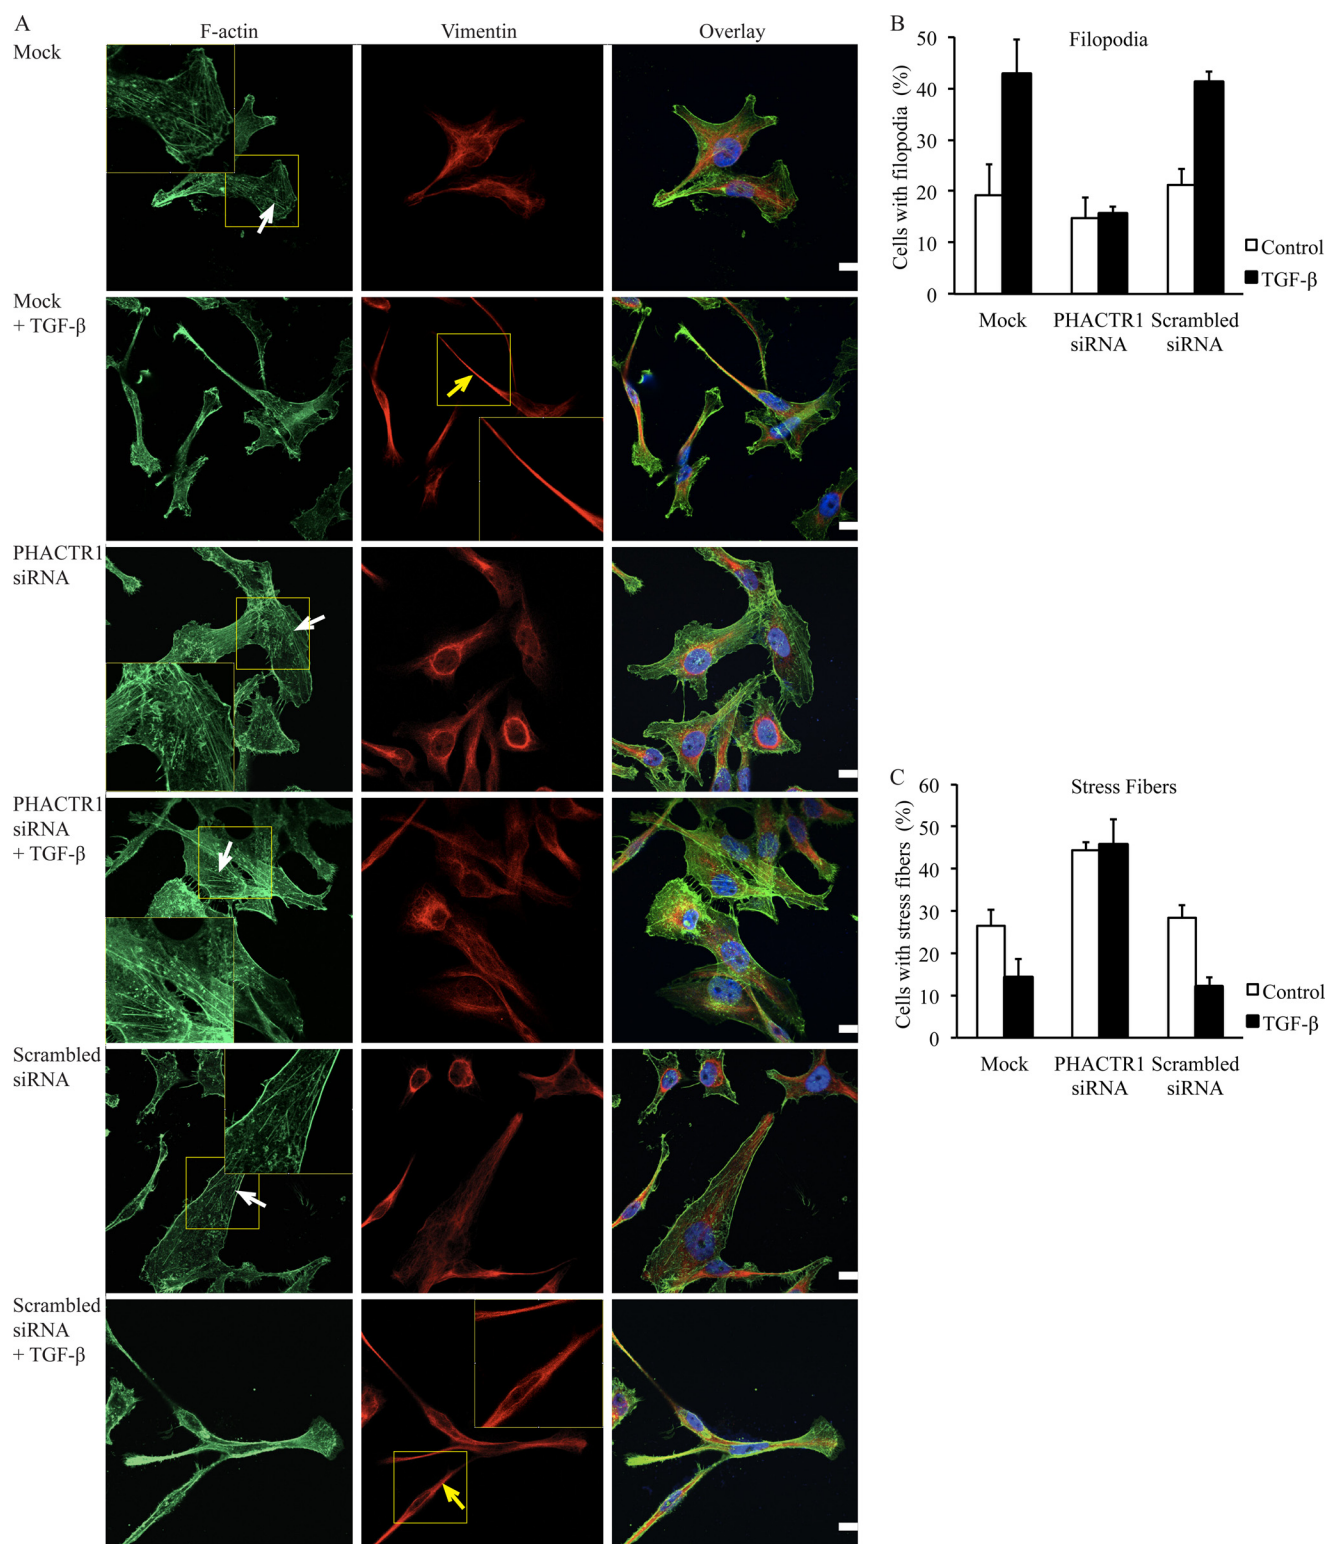 A
F-actin
Vimentin
Overlay
Mock
Mock
+ TGF-β
PHACTR1
siRNA
PHACTR1
siRNA
+ TGF-β
Scrambled
siRNA
Scrambled
siRNA
+ TGF-β
B
Filopodia
Cells with filopodia (%)
50
40
30
20
10
0
Mock
PHACTR1
siRNA
Scrambled
siRNA
Control
TGF-β
C
Stress Fibers
Cells with stress fibers (%)
60
50
40
30
20
10
0
Mock
PHACTR1
siRNA
Scrambled
siRNA
Control
TGF-β